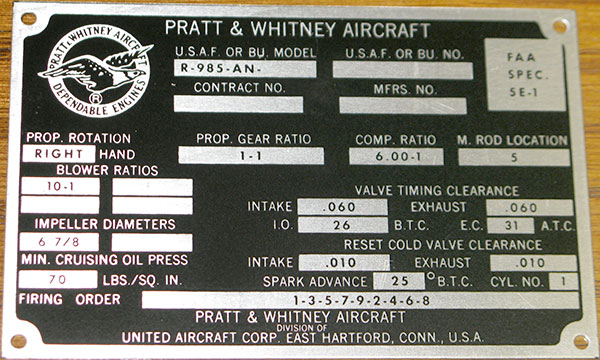 PRATT & WHITNEY AIRCRAFT
PRATT & WHITNEY AIRCRAFT
DEPENDABLE ENGINES
®
U.S.A.F. OR BU. MODEL U.S.A.F. OR BU. NO.
R-985-AN-
CONTRACT NO. MFRS. NO.
FAA
SPEC.
5E-1
PROP. ROTATION PROP. GEAR RATIO COMP. RATIO M. ROD LOCATION
RIGHT HAND 1-1 6.00-1 5
BLOWER RATIOS
10-1
VALVE TIMING CLEARANCE
INTAKE .060 EXHAUST .060
I.O. 26 B.T.C. E.C. 31 A.T.C.
IMPELLER DIAMETERS
6 7/8
RESET COLD VALVE CLEARANCE
MIN. CRUISING OIL PRESS INTAKE .010 EXHAUST .010
70 LBS./SQ. IN. SPARK ADVANCE 25 ° B.T.C. CYL. NO. 1
FIRING ORDER 1-3-5-7-9-2-4-6-8
PRATT & WHITNEY AIRCRAFT
DIVISION OF
UNITED AIRCRAFT CORP. EAST HARTFORD, CONN., U.S.A.